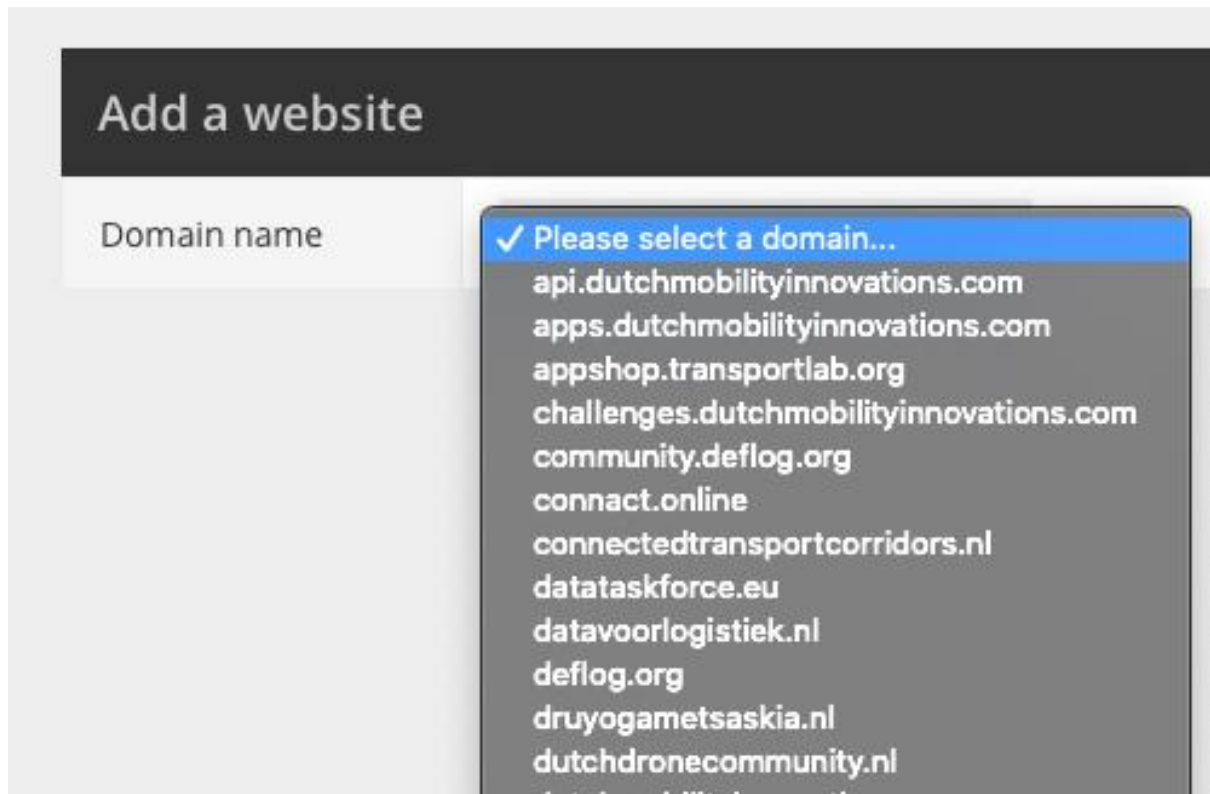 Add a website
Domain name
✓ Please select a domain...
api.dutchmobilityinnovations.com
apps.dutchmobilityinnovations.com
appshop.transportlab.org
challenges.dutchmobilityinnovations.com
community.deflog.org
connact.online
connectedtransportcorridors.nl
datataskforce.eu
datavoorlogistiek.nl
deflog.org
druyogametsaskia.nl
dutchdronecommunity.nl